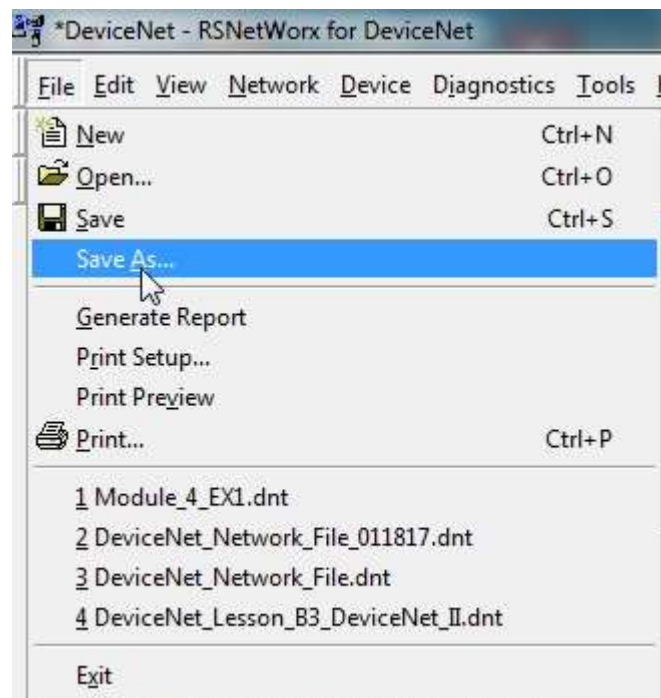 *DeviceNet - RSNetWorx for DeviceNet
File Edit View Network Device Diagnostics Tools
New Ctrl+N
Open... Ctrl+O
Save Ctrl+S
Save As...
Generate Report
Print Setup...
Print Preview
Print... Ctrl+P
1 Module_4_EX1.dnt
2 DeviceNet_Network_File_011817.dnt
3 DeviceNet_Network_File.dnt
4 DeviceNet_Lesson_B3_DeviceNet_II.dnt
Exit